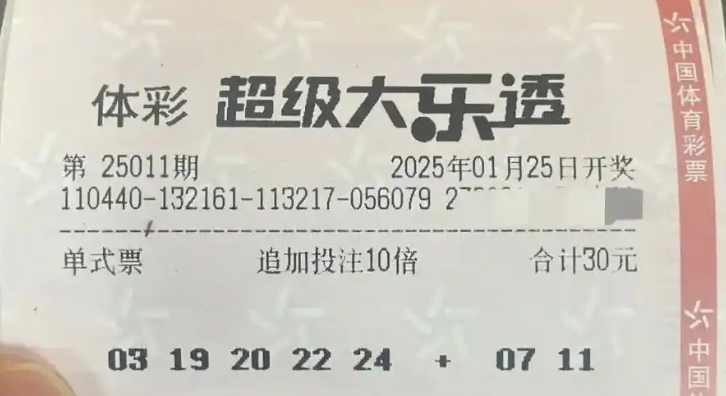 体彩 超级大乐透
第 25011期 2025年01月25日开奖
110440-132161-113217-056079
单式票 追加投注10倍 合计30元
03 19 20 22 24 + 07 11
中国体育彩票
中国体